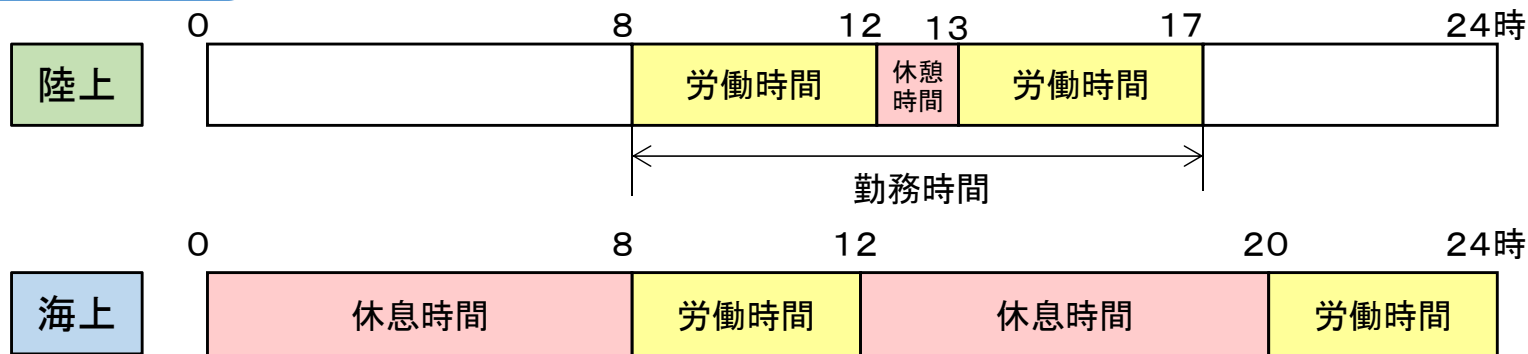 0 8 12 13 17 24時
陸上 労働時間 休憩時間 労働時間
勤務時間
0 8 12 20 24時
海上 休息時間 労働時間 休息時間 労働時間